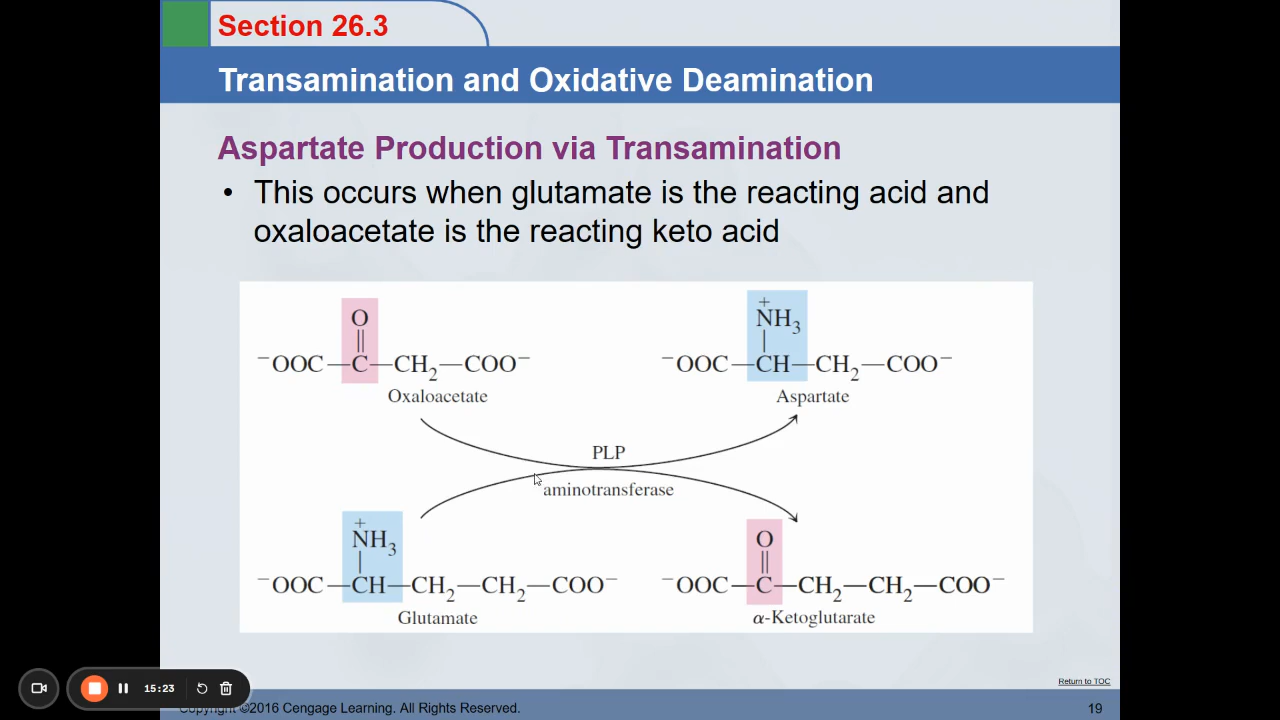 Section 26.3
Transamination and Oxidative Deamination
Aspartate Production via Transamination
• This occurs when glutamate is the reacting acid and
oxaloacetate is the reacting keto acid
O
||
⁻OOC—C—CH₂—COO⁻
Oxaloacetate
+
NH₃
|
⁻OOC—CH—CH₂—COO⁻
Aspartate
PLP
aminotransferase
+
NH₃
|
⁻OOC—CH—CH₂—CH₂—COO⁻
Glutamate
O
||
⁻OOC—C—CH₂—CH₂—COO⁻
α-Ketoglutarate
Return to TOC
15:23
Copyright ©2016 Cengage Learning. All Rights Reserved.
19